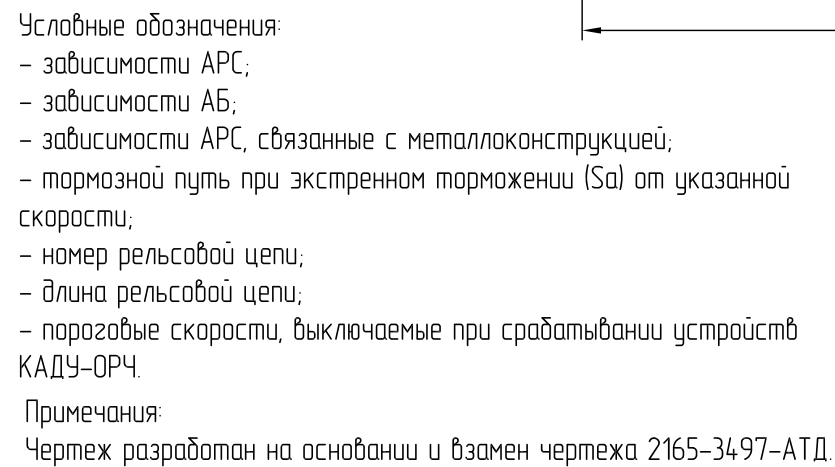 Условные обозначения:
– зависимости АРС;
– зависимости АБ;
– зависимости АРС, связанные с металлоконструкцией;
– тормозной путь при экстренном торможении (Sа) от указанной
скорости;
– номер рельсовой цепи;
– длина рельсовой цепи;
– пороговые скорости, выключаемые при срабатывании устройств
КАДУ–ОРЧ.
Примечания:
Чертеж разработан на основании и взамен чертежа 2165–3497–АТД.